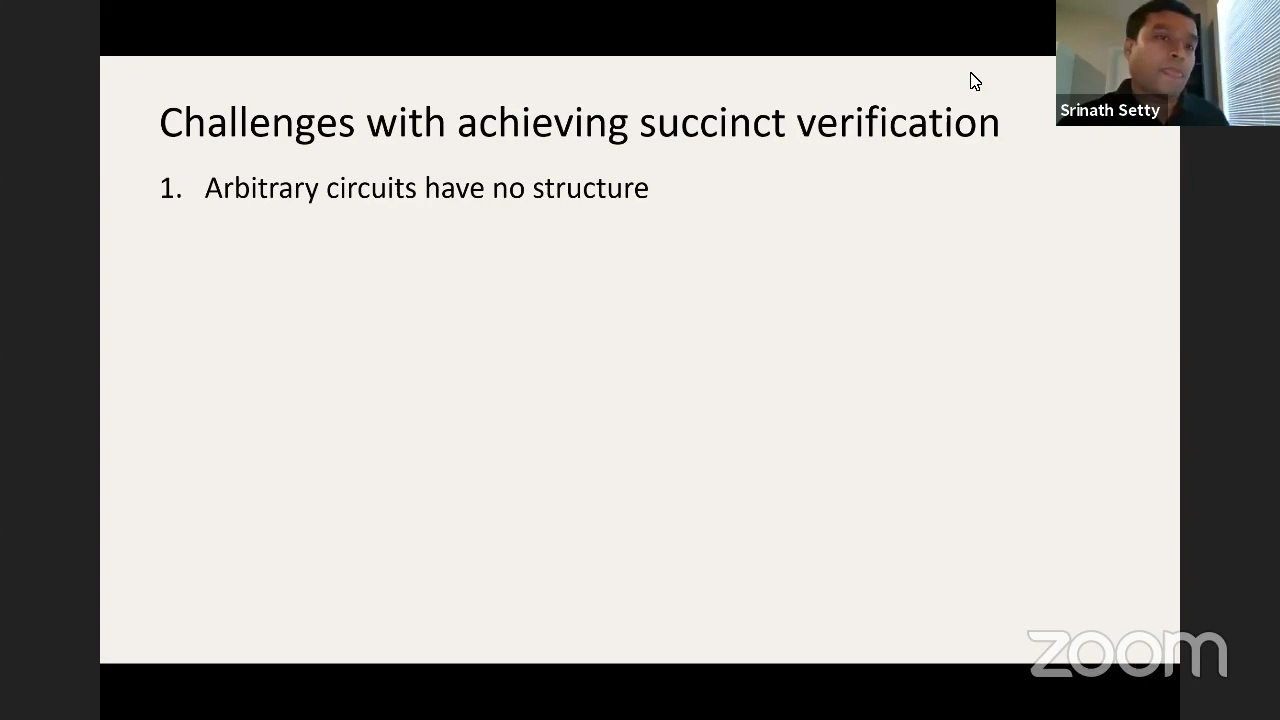 Challenges with achieving succinct verification
1. Arbitrary circuits have no structure
Srinath Setty
zoom